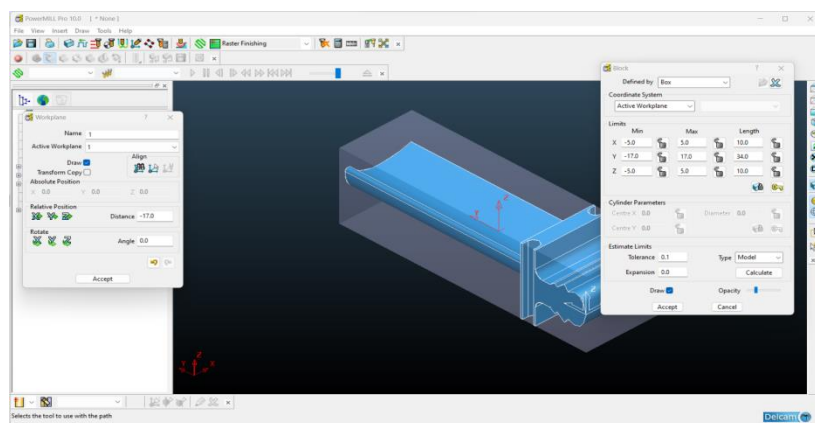 PowerMILL Pro 10.0 [ * None ]
File View Insert Draw Tools Help
Raster Finishing
Workplane
Name 1
Active Workplane 1
Draw
Transform Copy
Align
Absolute Position
X 0.0 Y 0.0 Z 0.0
Relative Position
Distance -17.0
Rotate
Angle 0.0
Accept
Block
Defined by Box
Coordinate System
Active Workplane
Limits
Min Max Length
X -5.0 5.0 10.0
Y -17.0 17.0 34.0
Z -5.0 5.0 10.0
Cylinder Parameters
Centre X 0.0 Diameter 0.0
Centre Y 0.0
Estimate Limits
Tolerance 0.1 Type Model
Expansion 0.0 Calculate
Draw Opacity
Accept Cancel
Z
X
Selects the tool to use with the path
Delcam